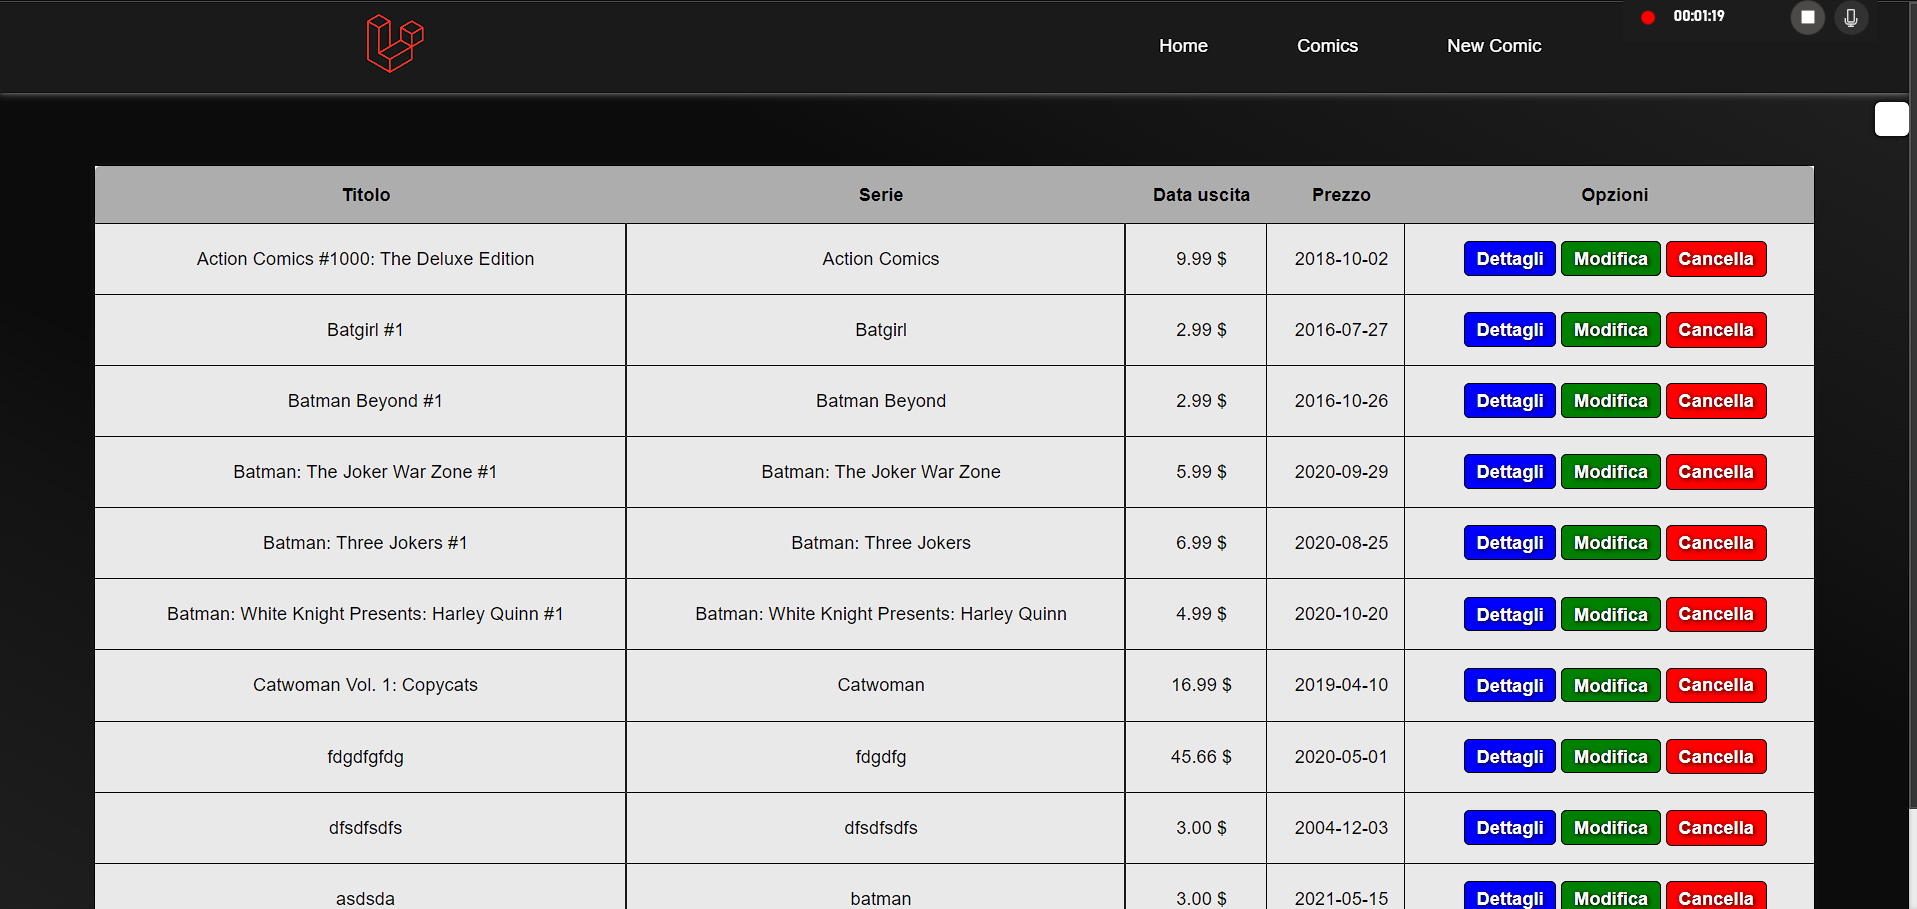 00:01:19
Home Comics New Comic
Titolo Serie Data uscita Prezzo Opzioni
Action Comics #1000: The Deluxe Edition Action Comics 9.99 $ 2018-10-02 Dettagli Modifica Cancella
Batgirl #1 Batgirl 2.99 $ 2016-07-27 Dettagli Modifica Cancella
Batman Beyond #1 Batman Beyond 2.99 $ 2016-10-26 Dettagli Modifica Cancella
Batman: The Joker War Zone #1 Batman: The Joker War Zone 5.99 $ 2020-09-29 Dettagli Modifica Cancella
Batman: Three Jokers #1 Batman: Three Jokers 6.99 $ 2020-08-25 Dettagli Modifica Cancella
Batman: White Knight Presents: Harley Quinn #1 Batman: White Knight Presents: Harley Quinn 4.99 $ 2020-10-20 Dettagli Modifica Cancella
Catwoman Vol. 1: Copycats Catwoman 16.99 $ 2019-04-10 Dettagli Modifica Cancella
fdgdfgfdg fdgdfg 45.66 $ 2020-05-01 Dettagli Modifica Cancella
dfsdfsdfs dfsdfsdfs 3.00 $ 2004-12-03 Dettagli Modifica Cancella
asdsda batman 3.00 $ 2021-05-15 Dettagli Modifica Cancella